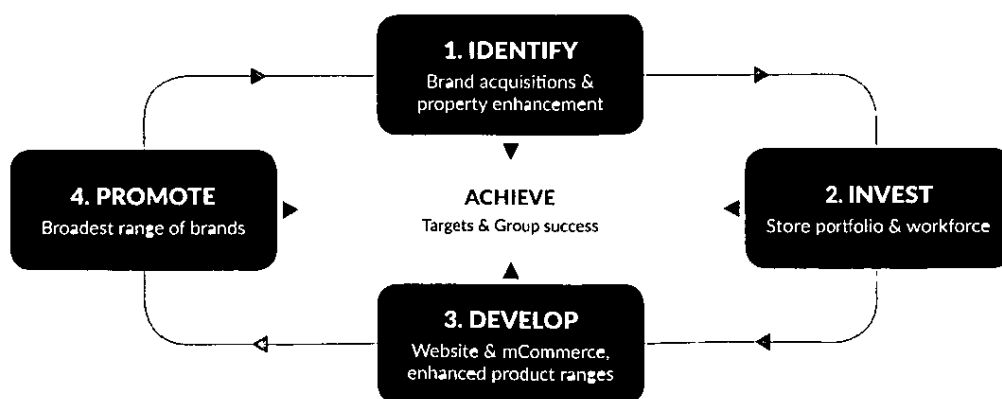 1. IDENTIFY
Brand acquisitions &
property enhancement
4. PROMOTE
Broadest range of brands
ACHIEVE
Targets & Group success
2. INVEST
Store portfolio & workforce
3. DEVELOP
Website & mCommerce,
enhanced product ranges